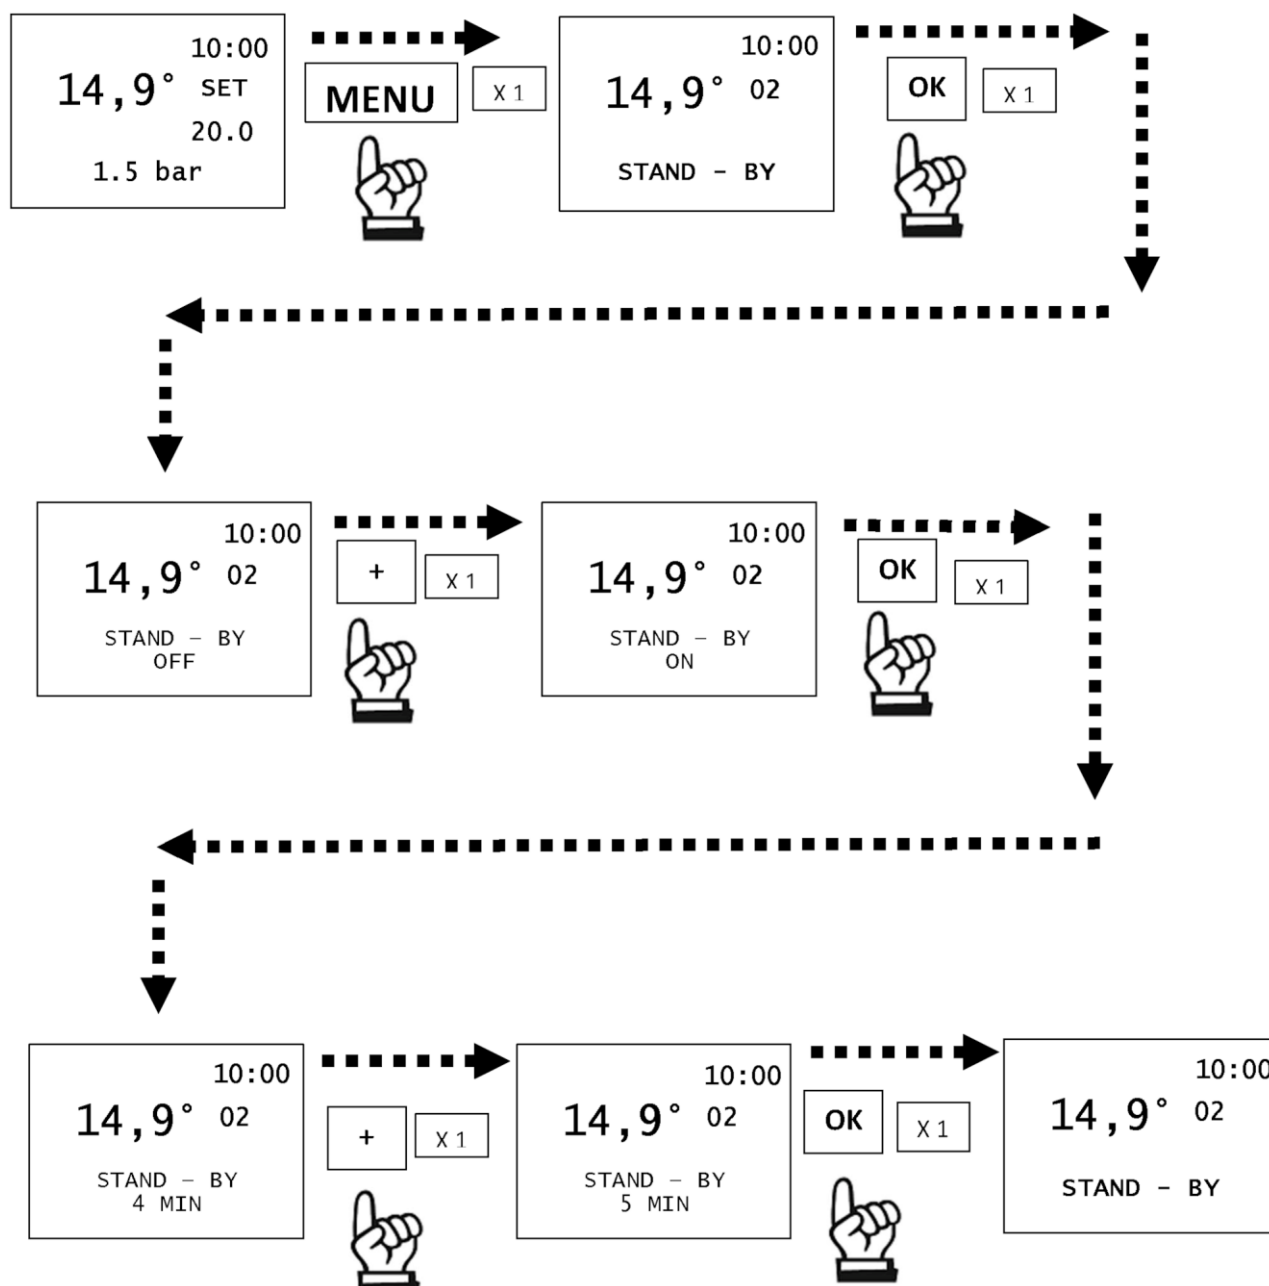 10:00
14,9° SET
20.0
1.5 bar
MENU X 1
10:00
14,9° 02
STAND - BY
OK X 1
10:00
14,9° 02
STAND - BY
OFF
+ X 1
10:00
14,9° 02
STAND - BY
ON
OK X 1
10:00
14,9° 02
STAND - BY
4 MIN
+ X 1
10:00
14,9° 02
STAND - BY
5 MIN
OK X 1
10:00
14,9° 02
STAND - BY